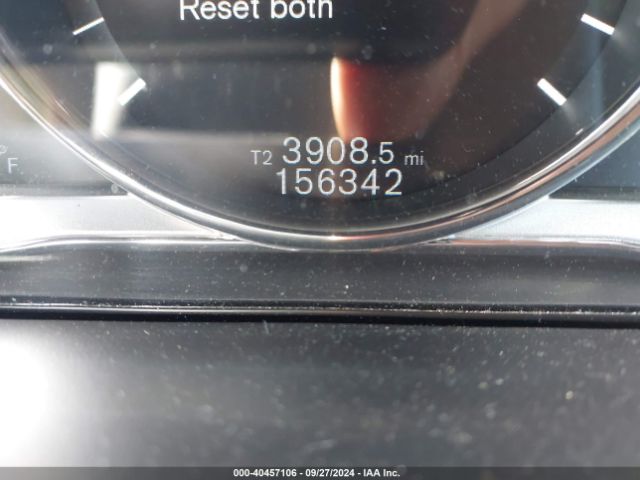 Reset both
T2 3908.5 mi
156342
°F
000-40457106 - 09/27/2024 - IAA Inc.